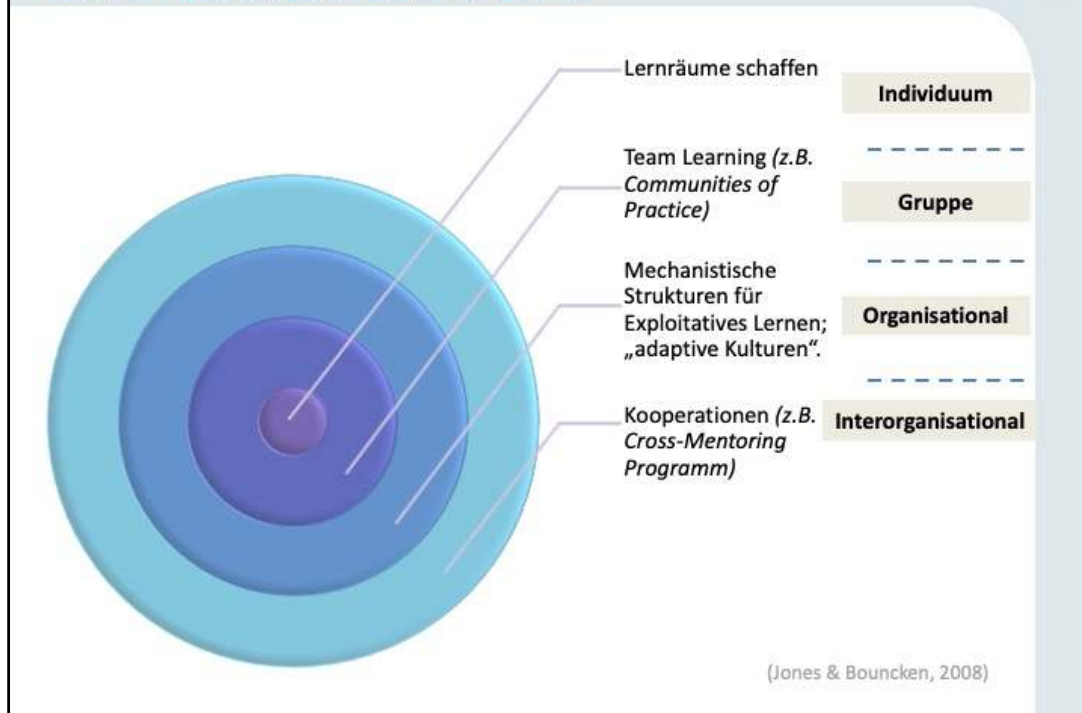 Lernräume schaffen
Individuum
Team Learning (z.B.
Communities of
Practice)
Gruppe
Mechanistische
Strukturen für
Exploitatives Lernen;
„adaptive Kulturen“.
Organisational
Kooperationen (z.B.
Cross-Mentoring
Programm)
Interorganisational
(Jones & Bouncken, 2008)